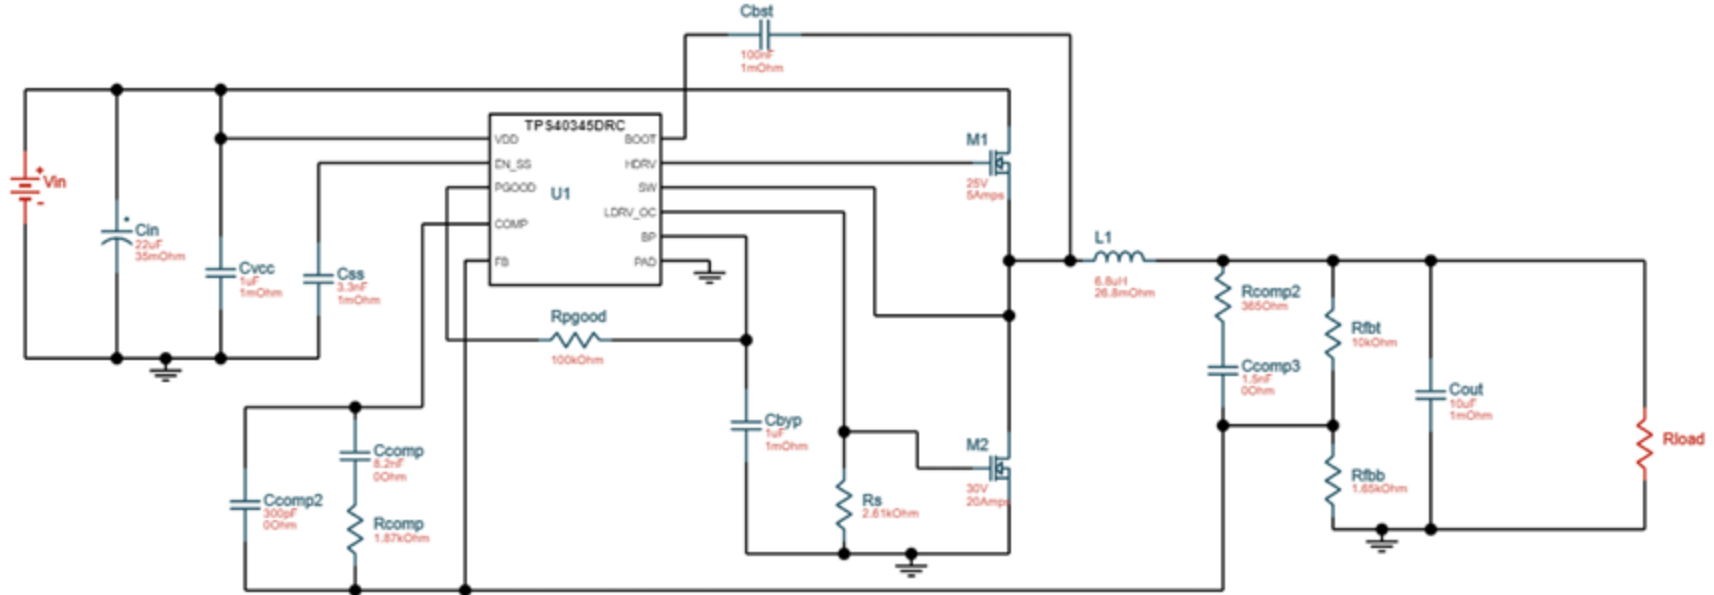 Cbst
100nF
1mOhm
TPS40345DRC
VDD
BOOT
EN_SS
HDRV
PGOOD
SW
U1
LDRV_OC
COMP
BP
FB
PAD
M1
25V
5Amps
Vin
+
-
Cin
22uF
35mOhm
Cvcc
1uF
1mOhm
Css
3.3nF
1mOhm
L1
6.8uH
26.8mOhm
Rpgood
100kOhm
Rcomp2
365Ohm
Rfbt
10kOhm
Ccomp3
1.5nF
0Ohm
Cout
10uF
1mOhm
Rload
Cbyp
1uF
1mOhm
M2
30V
20Amps
Ccomp
8.2nF
0Ohm
Ccomp2
300pF
0Ohm
Rcomp
1.87kOhm
Rs
2.61kOhm
Rfbb
1.65kOhm